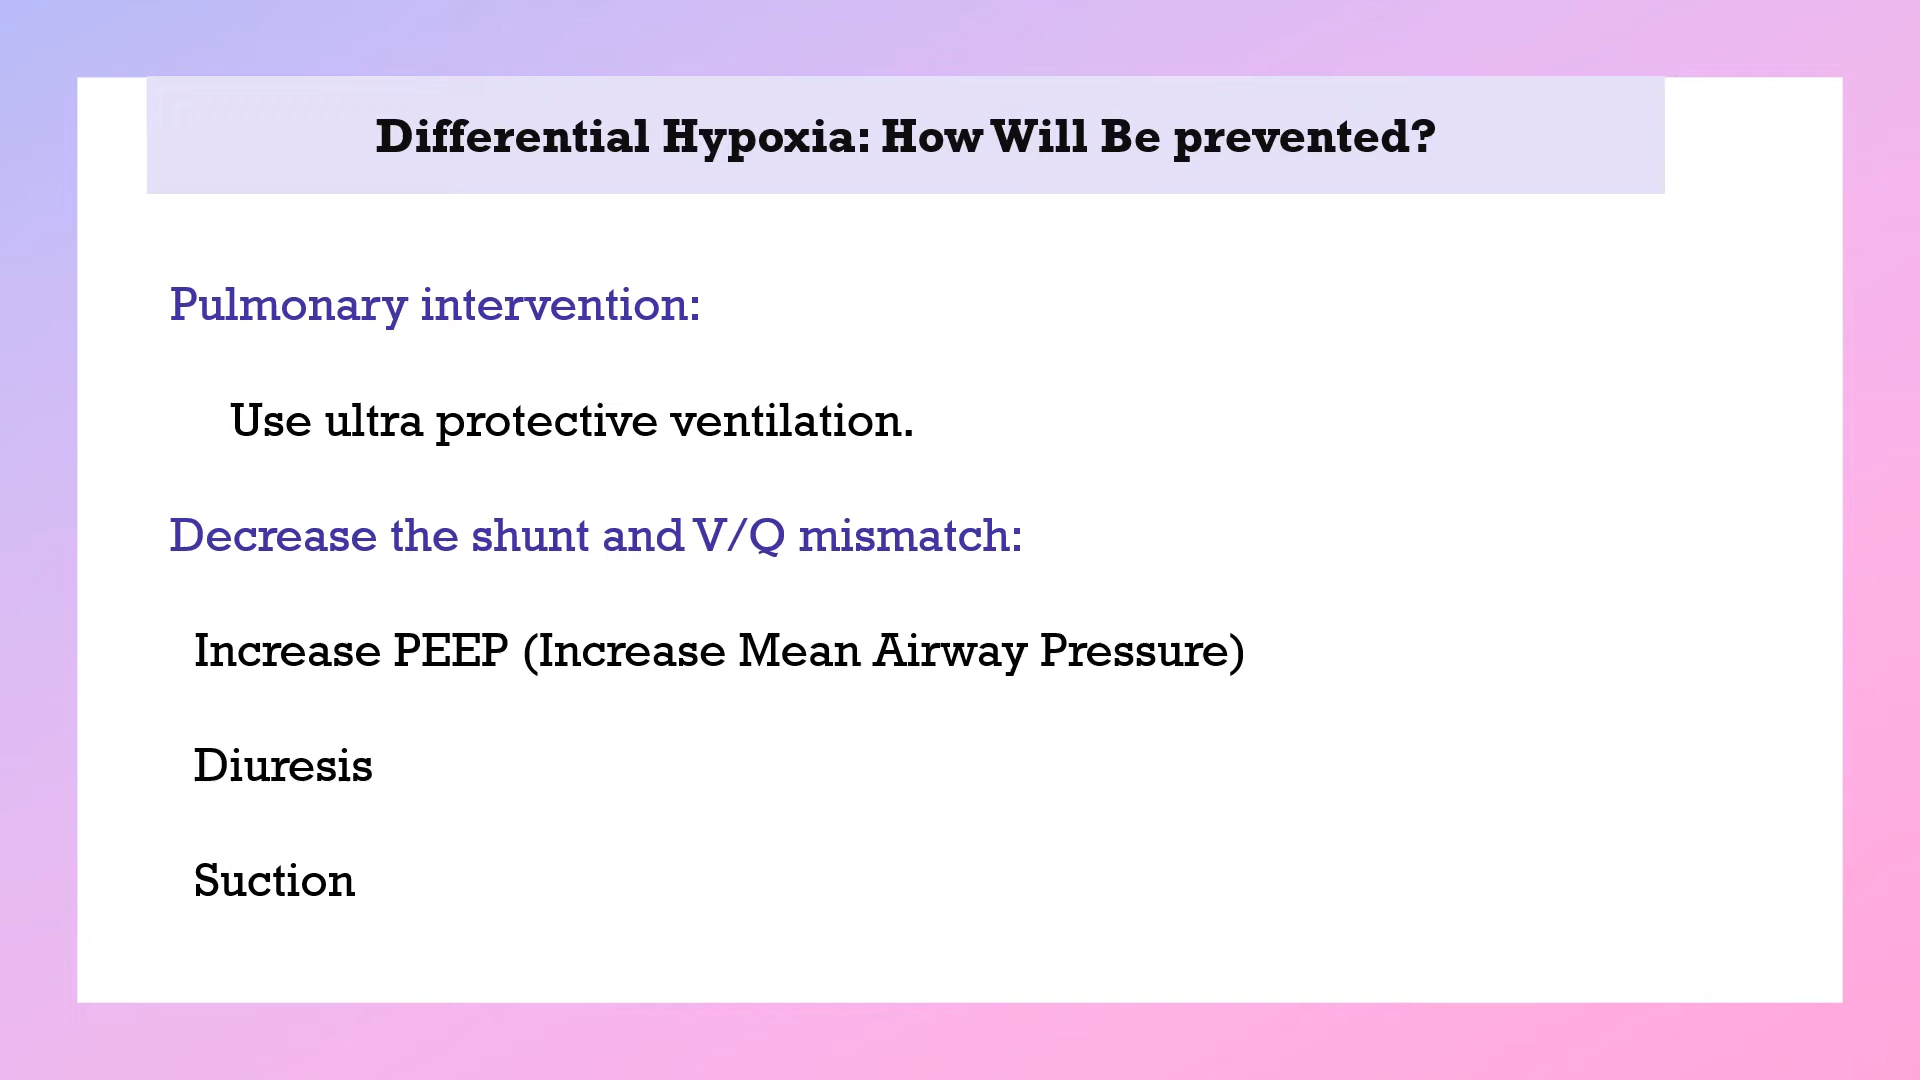 Differential Hypoxia: How Will Be prevented?
Pulmonary intervention:
Use ultra protective ventilation.
Decrease the shunt and V/Q mismatch:
Increase PEEP (Increase Mean Airway Pressure)
Diuresis
Suction